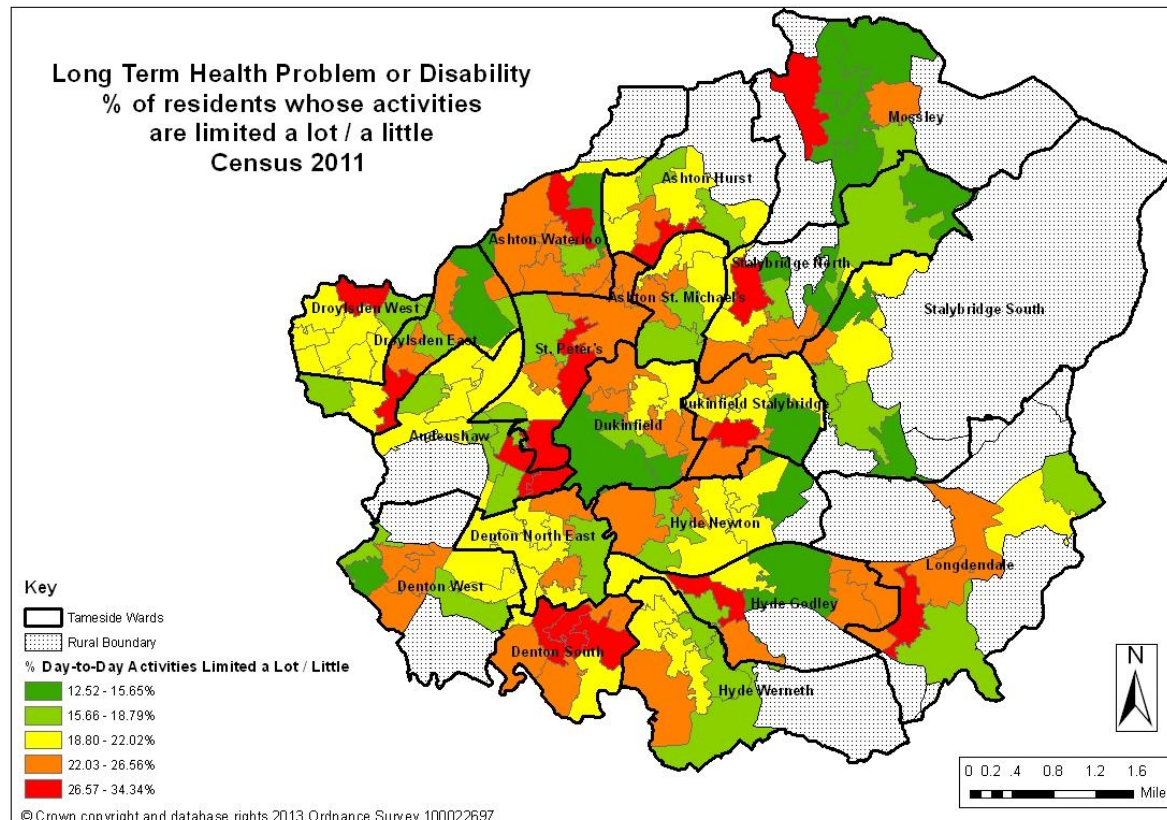 Long Term Health Problem or Disability
% of residents whose activities
are limited a lot / a little
Census 2011
Mossley
Ashton Hurst
Ashton Waterloo
Stalybridge North
Ashton St. Michael's
Droylsden West
Stalybridge South
Droylsden East
St. Peter's
Dukinfield Stalybridge
Dukinfield
Audenshaw
Hyde Newton
Denton North East
Longdendale
Denton West
Hyde Godley
Denton South
Hyde Werneth
Key
Tameside Wards
Rural Boundary
% Day-to-Day Activities Limited a Lot / Little
12.52 - 15.65%
15.66 - 18.79%
18.80 - 22.02%
22.03 - 26.56%
26.57 - 34.34%
N
0 0.2 .4 0.8 1.2 1.6
Mile
© Crown copyright and database rights 2013 Ordnance Survey 100022697